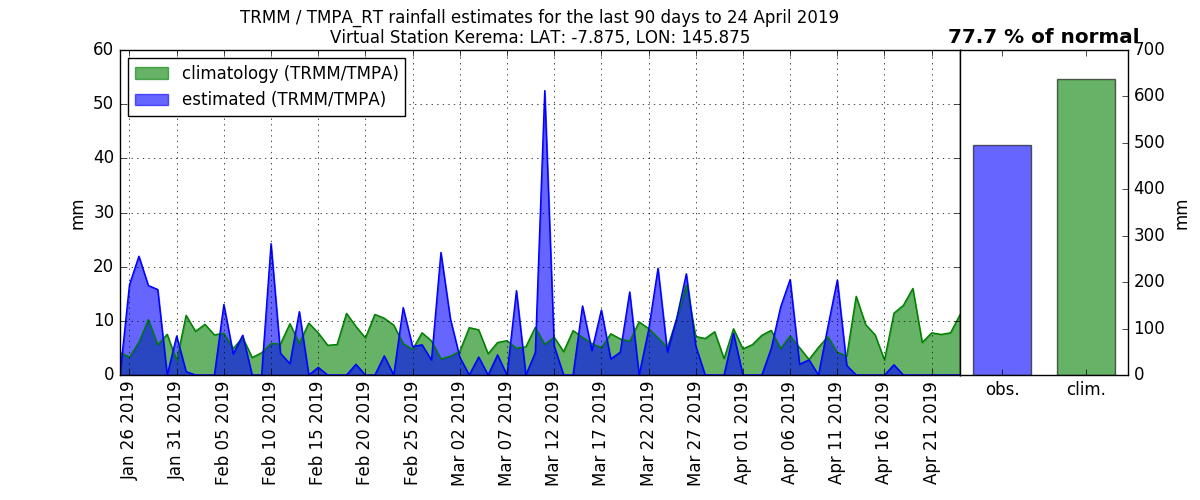 TRMM / TMPA_RT rainfall estimates for the last 90 days to 24 April 2019
Virtual Station Kerema: LAT: -7.875, LON: 145.875
77.7 % of normal
climatology (TRMM/TMPA)
estimated (TRMM/TMPA)
60
50
40
30
20
10
0
mm
Jan 26 2019
Jan 31 2019
Feb 05 2019
Feb 10 2019
Feb 15 2019
Feb 20 2019
Feb 25 2019
Mar 02 2019
Mar 07 2019
Mar 12 2019
Mar 17 2019
Mar 22 2019
Mar 27 2019
Apr 01 2019
Apr 06 2019
Apr 11 2019
Apr 16 2019
Apr 21 2019
obs.
clim.
700
600
500
400
300
200
100
0
mm